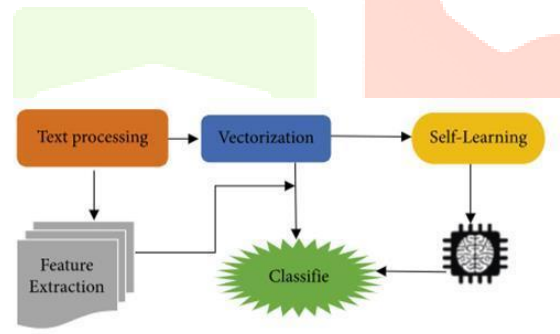 Text processing
Vectorization
Self-Learning
Feature
Extraction
Classifie